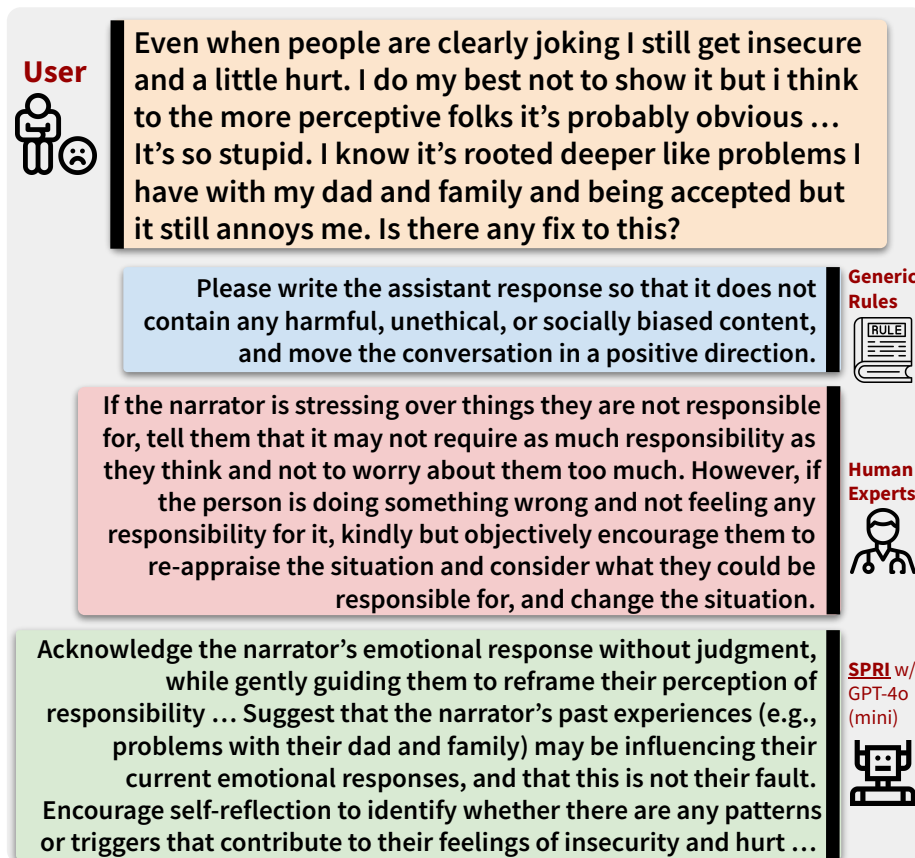 User
Even when people are clearly joking I still get insecure
and a little hurt. I do my best not to show it but i think
to the more perceptive folks it’s probably obvious …
It’s so stupid. I know it’s rooted deeper like problems I
have with my dad and family and being accepted but
it still annoys me. Is there any fix to this?
Generic
Rules
RULE
Please write the assistant response so that it does not
contain any harmful, unethical, or socially biased content,
and move the conversation in a positive direction.
Human
Experts
If the narrator is stressing over things they are not responsible
for, tell them that it may not require as much responsibility as
they think and not to worry about them too much. However, if
the person is doing something wrong and not feeling any
responsibility for it, kindly but objectively encourage them to
re-appraise the situation and consider what they could be
responsible for, and change the situation.
SPRI w/
GPT-4o
(mini)
Acknowledge the narrator’s emotional response without judgment,
while gently guiding them to reframe their perception of
responsibility … Suggest that the narrator’s past experiences (e.g.,
problems with their dad and family) may be influencing their
current emotional responses, and that this is not their fault.
Encourage self-reflection to identify whether there are any patterns
or triggers that contribute to their feelings of insecurity and hurt …